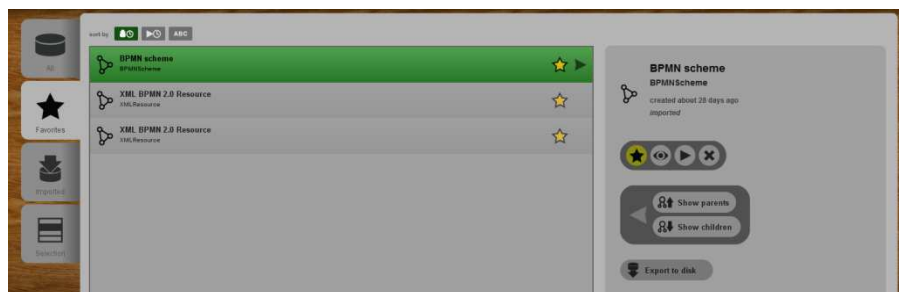 sort by
ABC
All
Favorites
Imported
Selection
BPMN scheme
BPMNScheme
XML BPMN 2.0 Resource
XMLResource
XML BPMN 2.0 Resource
XMLResource
BPMN scheme
BPMNScheme
created about 28 days ago
imported
Show parents
Show children
Export to disk